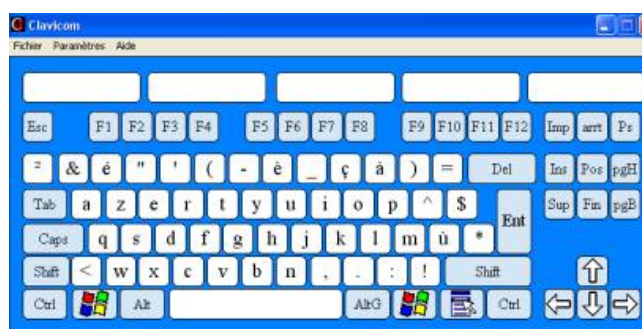 Clavicom
Fichier Paramètres Aide
Esc F1 F2 F3 F4 F5 F6 F7 F8 F9 F10 F11 F12 Imp arrt Ps
² & é " ' ( - è _ ç à ) = Del Ins Pos pgH
Tab a z e r t y u i o p ^ $ Ent Sup Fin pgB
Caps q s d f g h j k l m ù *
Shift < w x c v b n , . : ! Shift
Ctrl Alt AltG Ctrl